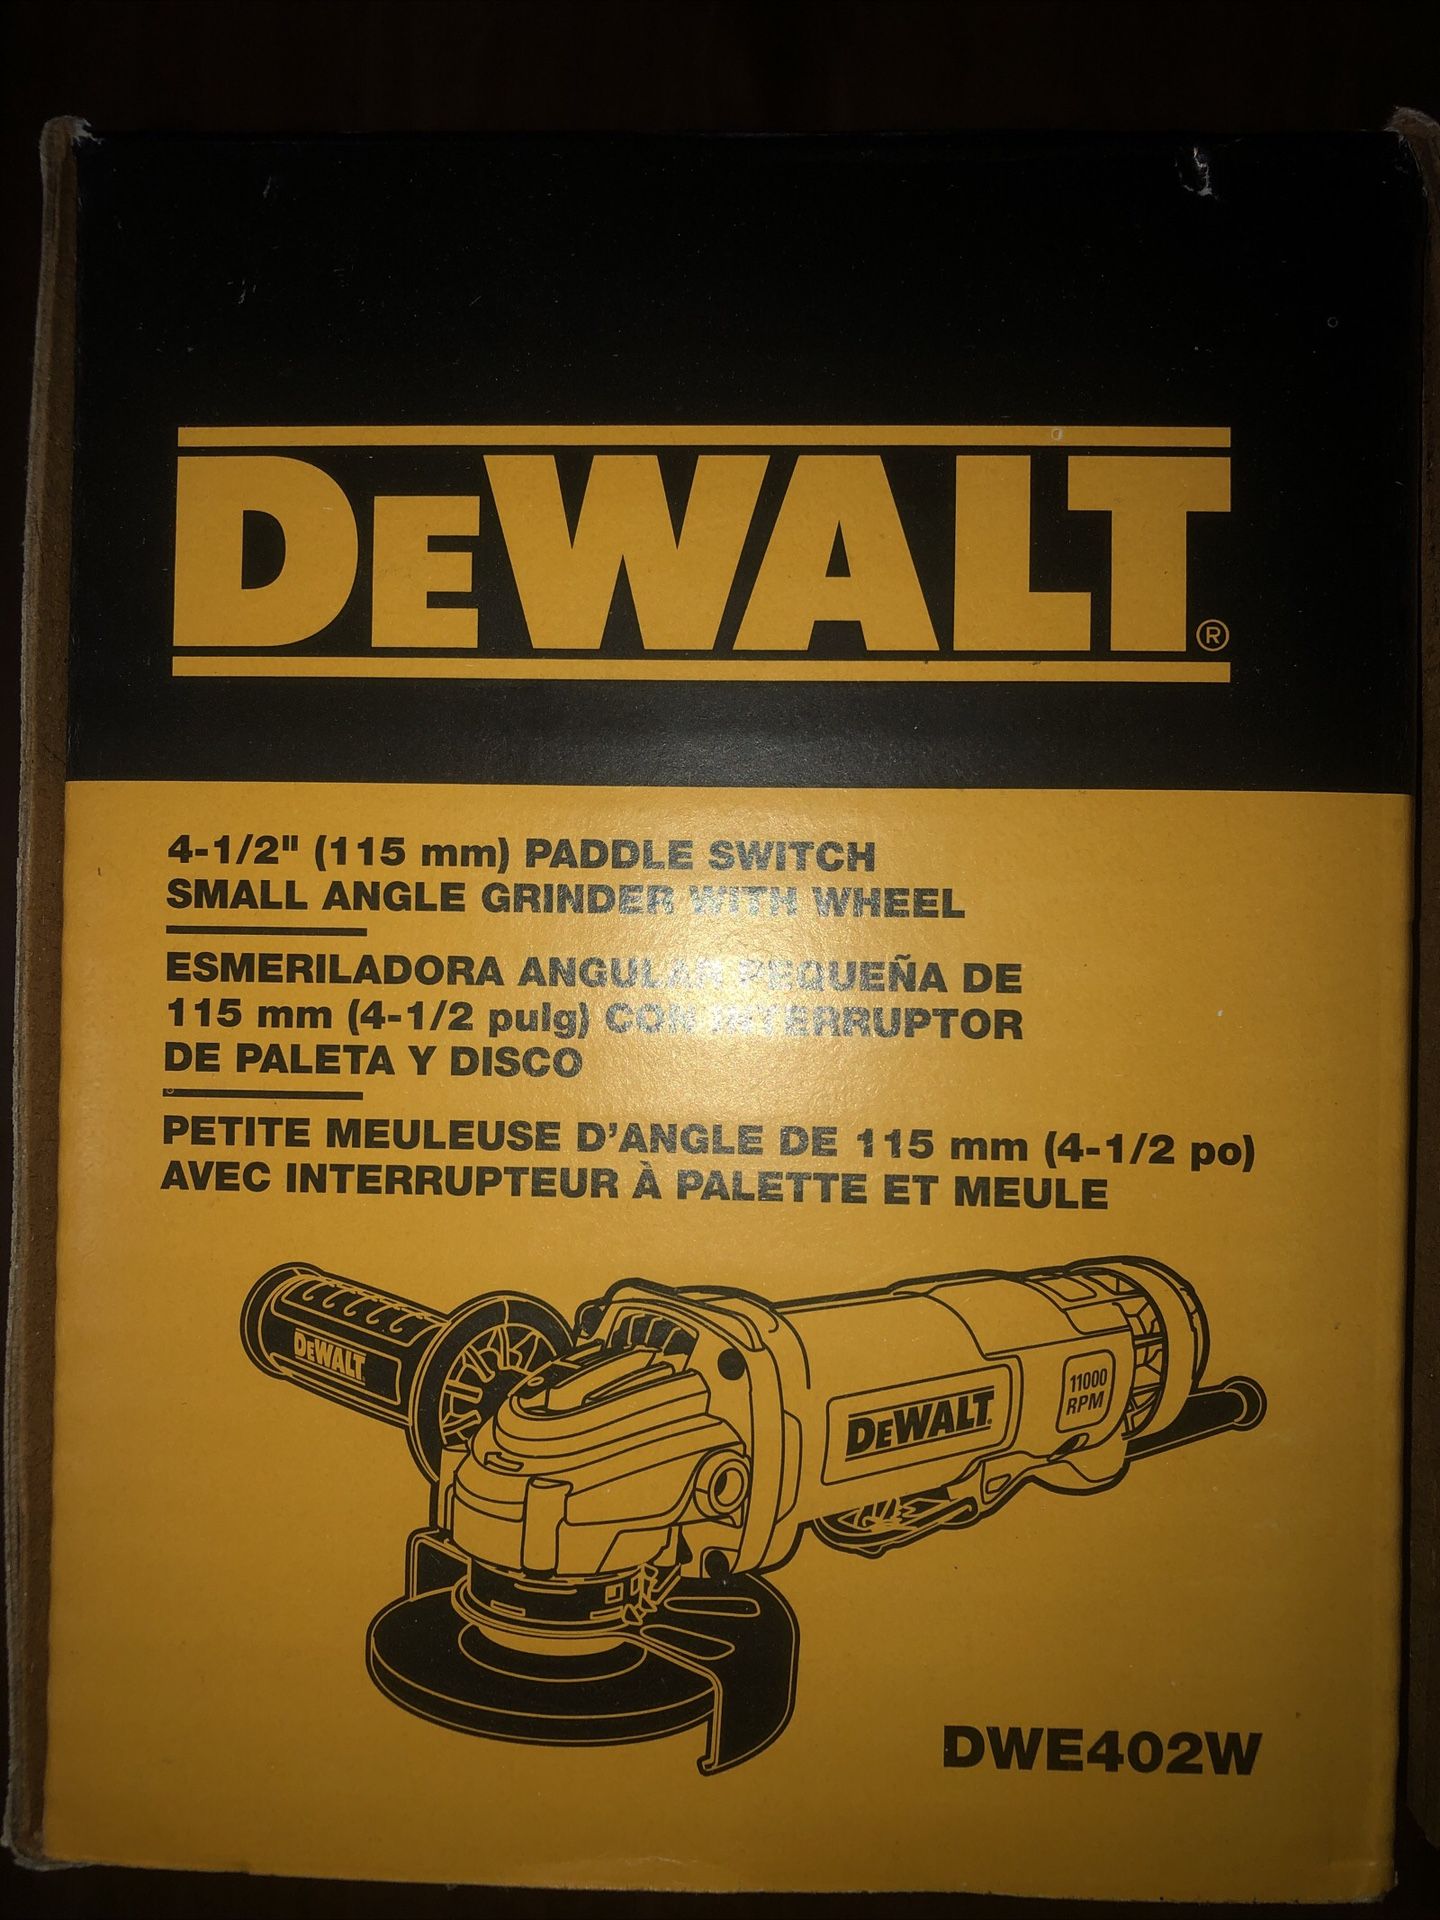 DEWALT®
4-1/2" (115 mm) PADDLE SWITCH
SMALL ANGLE GRINDER WITH WHEEL
ESMERILADORA ANGULAR PEQUEÑA DE
115 mm (4-1/2 pulg) CON INTERRUPTOR
DE PALETA Y DISCO
PETITE MEULEUSE D'ANGLE DE 115 mm (4-1/2 po)
AVEC INTERRUPTEUR À PALETTE ET MEULE
DEWALT
DEWALT
11000
RPM
DWE402W